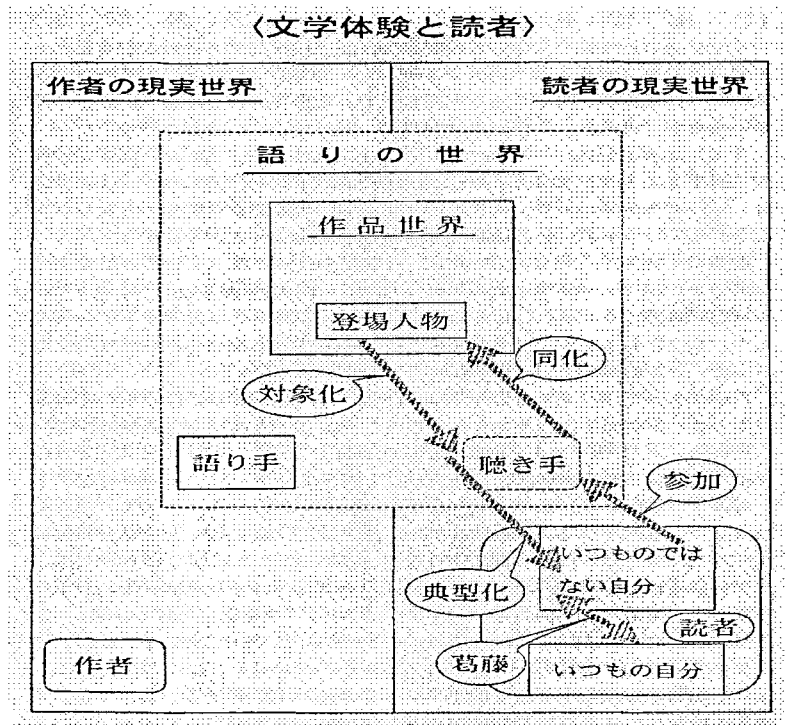 〈文学体験と読者〉
作者の現実世界
読者の現実世界
語りの世界
作品世界
登場人物
同化
対象化
語り手
聴き手
参加
いつものでは
ない自分
典型化
読者
葛藤
いつもの自分
作者